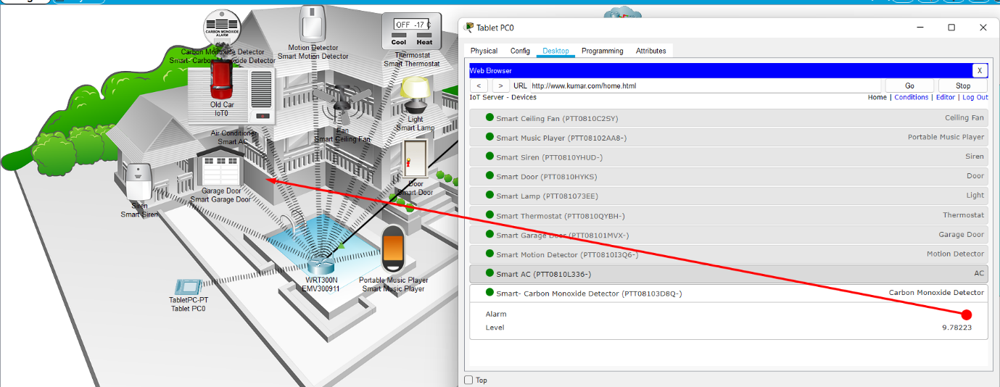 CARBON MONOXIDE
ALARM
Carbon Monoxide Detector
Smart- Carbon Monoxide Detector
Motion Detector
Smart Motion Detector
OFF -17 C
Cool Heat
Thermostat
Smart Thermostat
Old Car
IoT0
Air Conditioner
Smart AC
Fan
Smart Ceiling Fan
Light
Smart Lamp
Door
Smart Door
Garage Door
Smart Garage Door
Siren
Smart Siren
WRT300N
EMV300911
Portable Music Player
Smart Music Player
TabletPC-PT
Tablet PC0
Tablet PC0
Physical Config Desktop Programming Attributes
Web Browser X
< > URL http://www.kumar.com/home.html Go Stop
IoT Server - Devices Home | Conditions | Editor | Log Out
Smart Ceiling Fan (PTT0810C2SY) Ceiling Fan
Smart Music Player (PTT08102AA8-) Portable Music Player
Smart Siren (PTT0810YHUD-) Siren
Smart Door (PTT0810HYKS) Door
Smart Lamp (PTT081073EE) Light
Smart Thermostat (PTT0810QYBH-) Thermostat
Smart Garage Door (PTT08101MVX-) Garage Door
Smart Motion Detector (PTT0810I3Q6-) Motion Detector
Smart AC (PTT0810L336-) AC
Smart- Carbon Monoxide Detector (PTT08103D8Q-) Carbon Monoxide Detector
Alarm
Level 9.78223
Top